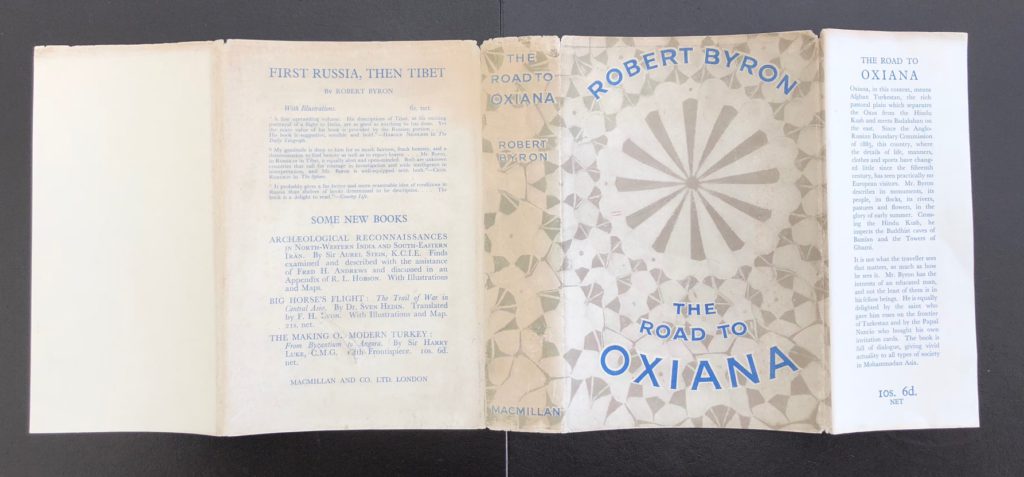 FIRST RUSSIA, THEN TIBET
By ROBERT BYRON
With Illustrations. 6s. net.
Daily Telegraph.
book is a delight to read."—Country Life.
SOME NEW BOOKS
ARCHÆOLOGICAL RECONNAISSANCES
IN NORTH-WESTERN INDIA AND SOUTH-EASTERN
IRAN. By SIR AUREL STEIN, K.C.I.E. Finds
examined and described with the assistance
of FRED H. ANDREWS and discussed in an
Appendix of R. L. HOBSON. With Illustrations
and Maps.
BIG HORSE'S FLIGHT: The Trail of War in
Central Asia. By DR. SVEN HEDIN. Translated
by F. H. LYON. With Illustrations and Map.
21s. net.
THE MAKING O MODERN TURKEY:
From Byzantium to Angora. By SIR HARRY
LUKE, C.M.G. With Frontispiece. 10s. 6d.
net.
MACMILLAN AND CO. LTD. LONDON
THE
ROAD TO
OXIANA
ROBERT
BYRON
MACMILLAN
ROBERT BYRON
THE
ROAD TO
OXIANA
THE ROAD TO
OXIANA
Oxiana, in this context, means
Afghan Turkestan, the rich
pastoral plain which separates
the Oxus from the Hindu
Kush and meets Badakshan on
the east. Since the Anglo-
Russian Boundary Commission
of 1885, this country, where
the details of life, manners,
clothes and sports have chang-
ed little since the fifteenth
century, has seen practically no
European visitors. Mr. Byron
describes its monuments, its
people, its flocks, its rivers,
pastures and flowers, in the
glory of early summer. Cross-
ing the Hindu Kush, he
inspects the Buddhist caves of
Bamian and the Towers of
Ghazni.
It is not what the traveller sees
that matters, so much as how
he sees it. Mr. Byron has the
interests of an educated man,
and not the least of them is in
his fellow beings. He is equally
delighted by the saint who
gave him roses on the frontier
of Turkestan and by the Papal
Nuncio who bought his own
invitation cards. The book is
full of dialogue, giving vivid
actuality to all types of society
in Mohammadan Asia.
10s. 6d.
NET